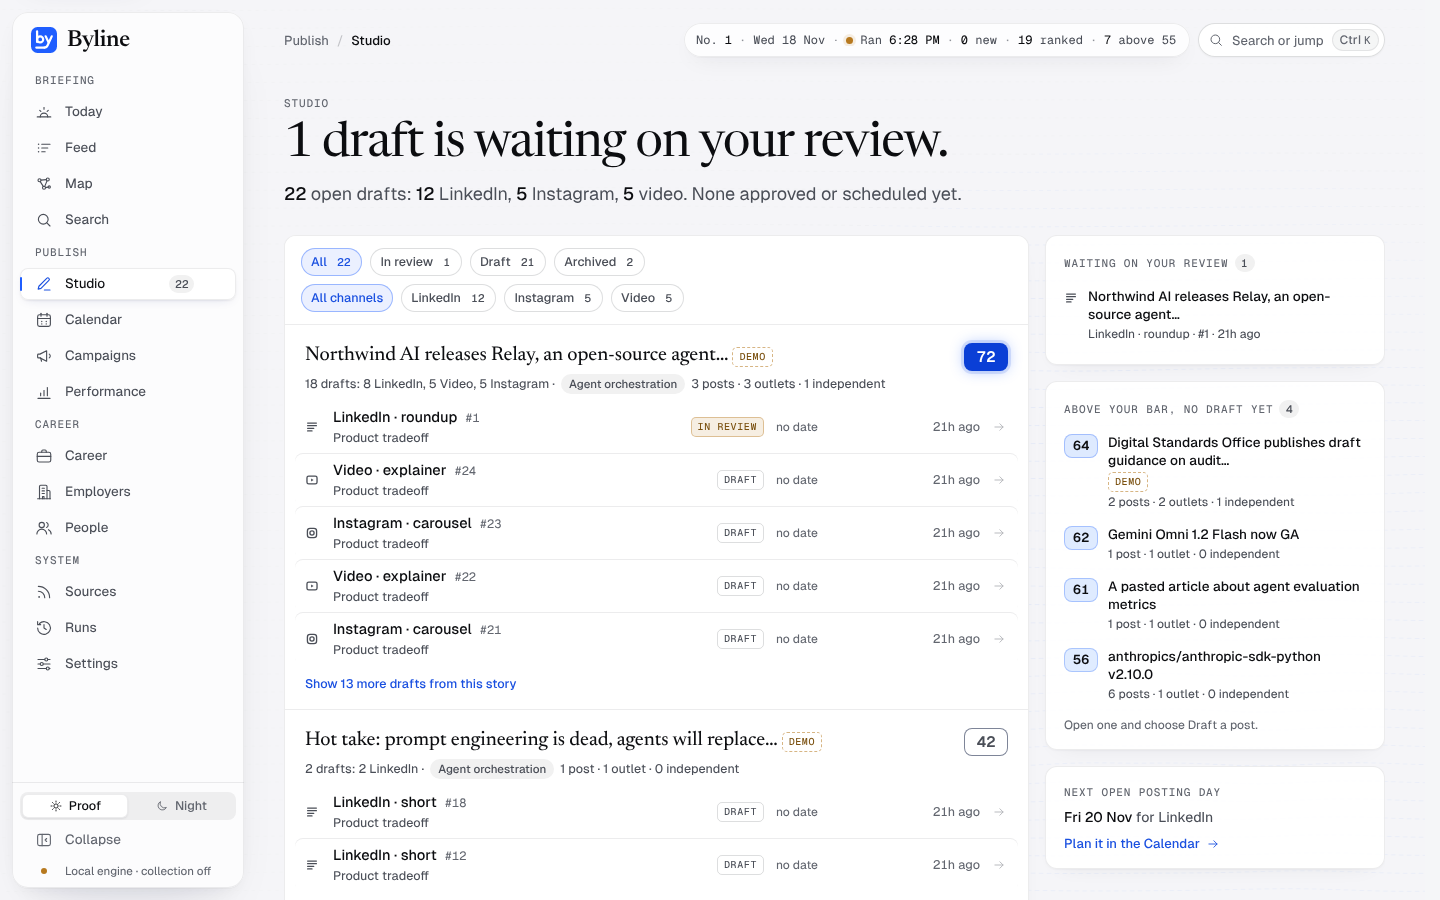 by Byline
BRIEFING
Today
Feed
Map
Search
PUBLISH
Studio 22
Calendar
Campaigns
Performance
CAREER
Career
Employers
People
SYSTEM
Sources
Runs
Settings
Proof Night
Collapse
Local engine · collection off
Publish / Studio
No. 1 · Wed 18 Nov · Ran 6:28 PM · 0 new · 19 ranked · 7 above 55
Search or jump Ctrl K
STUDIO
1 draft is waiting on your review.
22 open drafts: 12 LinkedIn, 5 Instagram, 5 video. None approved or scheduled yet.
All 22 In review 1 Draft 21 Archived 2
All channels LinkedIn 12 Instagram 5 Video 5
Northwind AI releases Relay, an open-source agent... DEMO 72
18 drafts: 8 LinkedIn, 5 Video, 5 Instagram · Agent orchestration 3 posts · 3 outlets · 1 independent
LinkedIn · roundup #1
Product tradeoff
IN REVIEW no date 21h ago →
Video · explainer #24
Product tradeoff
DRAFT no date 21h ago →
Instagram · carousel #23
Product tradeoff
DRAFT no date 21h ago →
Video · explainer #22
Product tradeoff
DRAFT no date 21h ago →
Instagram · carousel #21
Product tradeoff
DRAFT no date 21h ago →
Show 13 more drafts from this story
Hot take: prompt engineering is dead, agents will replace... DEMO 42
2 drafts: 2 LinkedIn · Agent orchestration 1 post · 1 outlet · 0 independent
LinkedIn · short #18
Product tradeoff
DRAFT no date 21h ago →
LinkedIn · short #12
Product tradeoff
DRAFT no date 21h ago →
WAITING ON YOUR REVIEW 1
Northwind AI releases Relay, an open-
source agent...
LinkedIn · roundup · #1 · 21h ago
ABOVE YOUR BAR, NO DRAFT YET 4
64 Digital Standards Office publishes draft
guidance on audit...
DEMO
2 posts · 2 outlets · 1 independent
62 Gemini Omni 1.2 Flash now GA
1 post · 1 outlet · 0 independent
61 A pasted article about agent evaluation
metrics
1 post · 1 outlet · 0 independent
56 anthropics/anthropic-sdk-python
v2.10.0
6 posts · 1 outlet · 0 independent
Open one and choose Draft a post.
NEXT OPEN POSTING DAY
Fri 20 Nov for LinkedIn
Plan it in the Calendar →